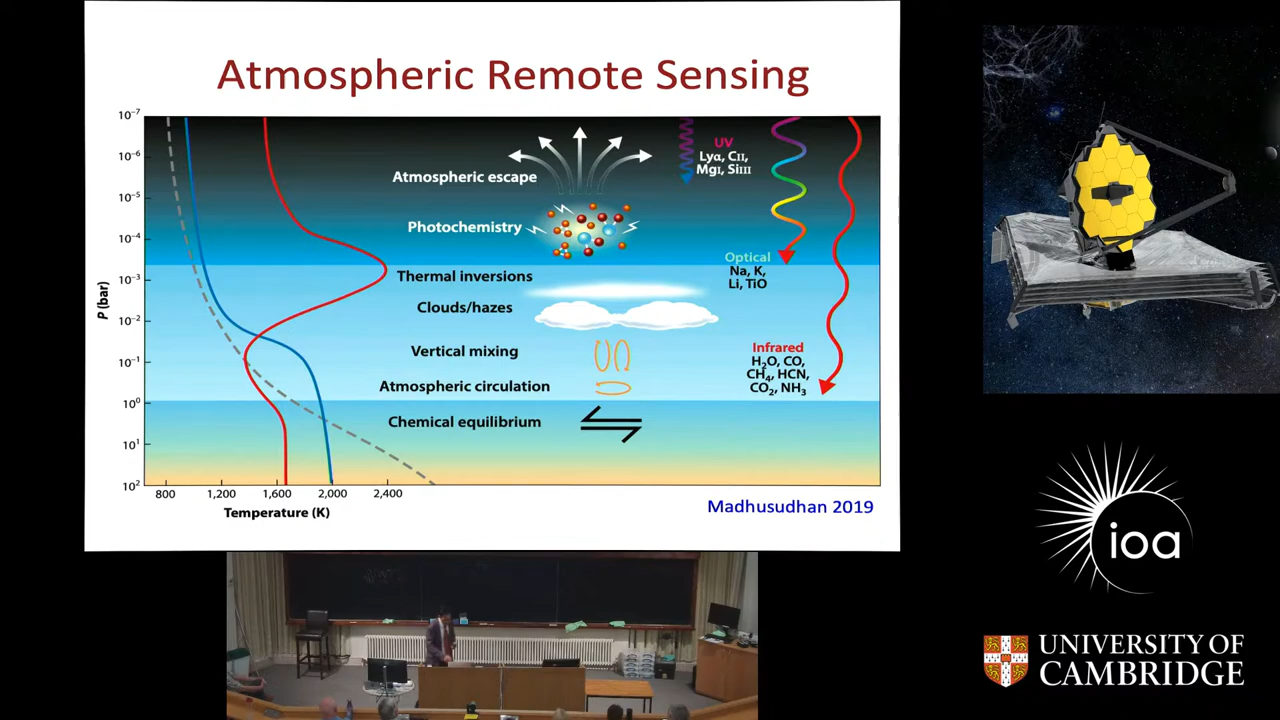 Atmospheric Remote Sensing
10⁻⁷
10⁻⁶
10⁻⁵
10⁻⁴
10⁻³
10⁻²
10⁻¹
10⁰
10¹
10²
P (bar)
800
1,200
1,600
2,000
2,400
Temperature (K)
Atmospheric escape
Photochemistry
Thermal inversions
Clouds/hazes
Vertical mixing
Atmospheric circulation
Chemical equilibrium
UV
Lyα, CII,
MgI, SiIII
Optical
Na, K,
Li, TiO
Infrared
H₂O, CO,
CH₄, HCN,
CO₂, NH₃
Madhusudhan 2019
ioa
UNIVERSITY OF
CAMBRIDGE